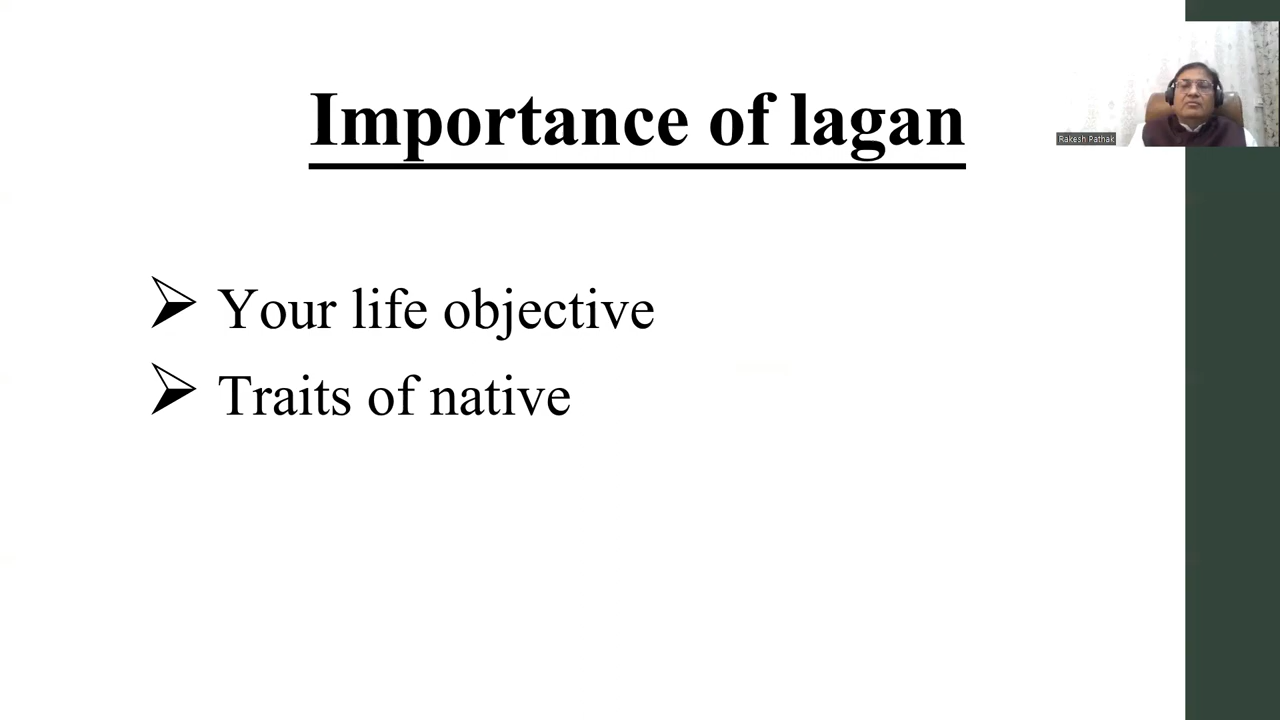 Importance of lagan
Rakesh Pathak
Your life objective
Traits of native